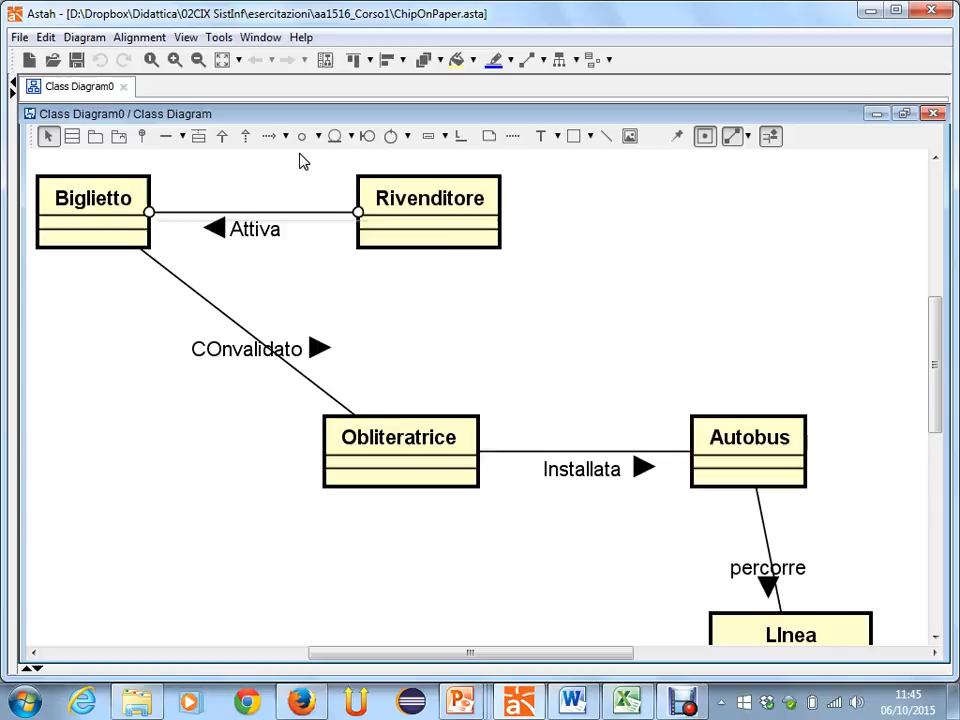 Astah - [D:\Dropbox\Didattica\02CIX SistInf\esercitazioni\aa1516_Corso1\ChipOnPaper.asta]
File Edit Diagram Alignment View Tools Window Help
Class Diagram0
Class Diagram0 / Class Diagram
Biglietto
Rivenditore
Attiva
COnvalidato
Obliteratrice
Autobus
Installata
percorre
LInea
11:45
06/10/2015